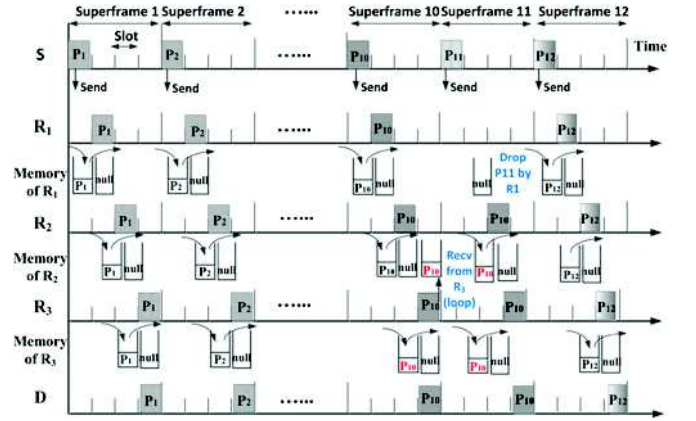 Superframe 1 Superframe 2 ...... Superframe 10 Superframe 11 Superframe 12
Slot
S P1 P2 ...... P10 P11 P12 Time
Send Send Send Send Send
R1 P1 P2 ...... P10 P12
Memory of R1 P1 null P2 null P10 null null Drop P11 by R1 P12 null
R2 P1 P2 ...... P10 P10 P12
Memory of R2 P1 null P2 null P10 null P10 Recv from R3 (loop) P10 null P12 null
R3 P1 P2 ...... P10 P10 P12
Memory of R3 P1 null P2 null P10 null P10 null P12 null
D P1 P2 ...... P10 P10 P12